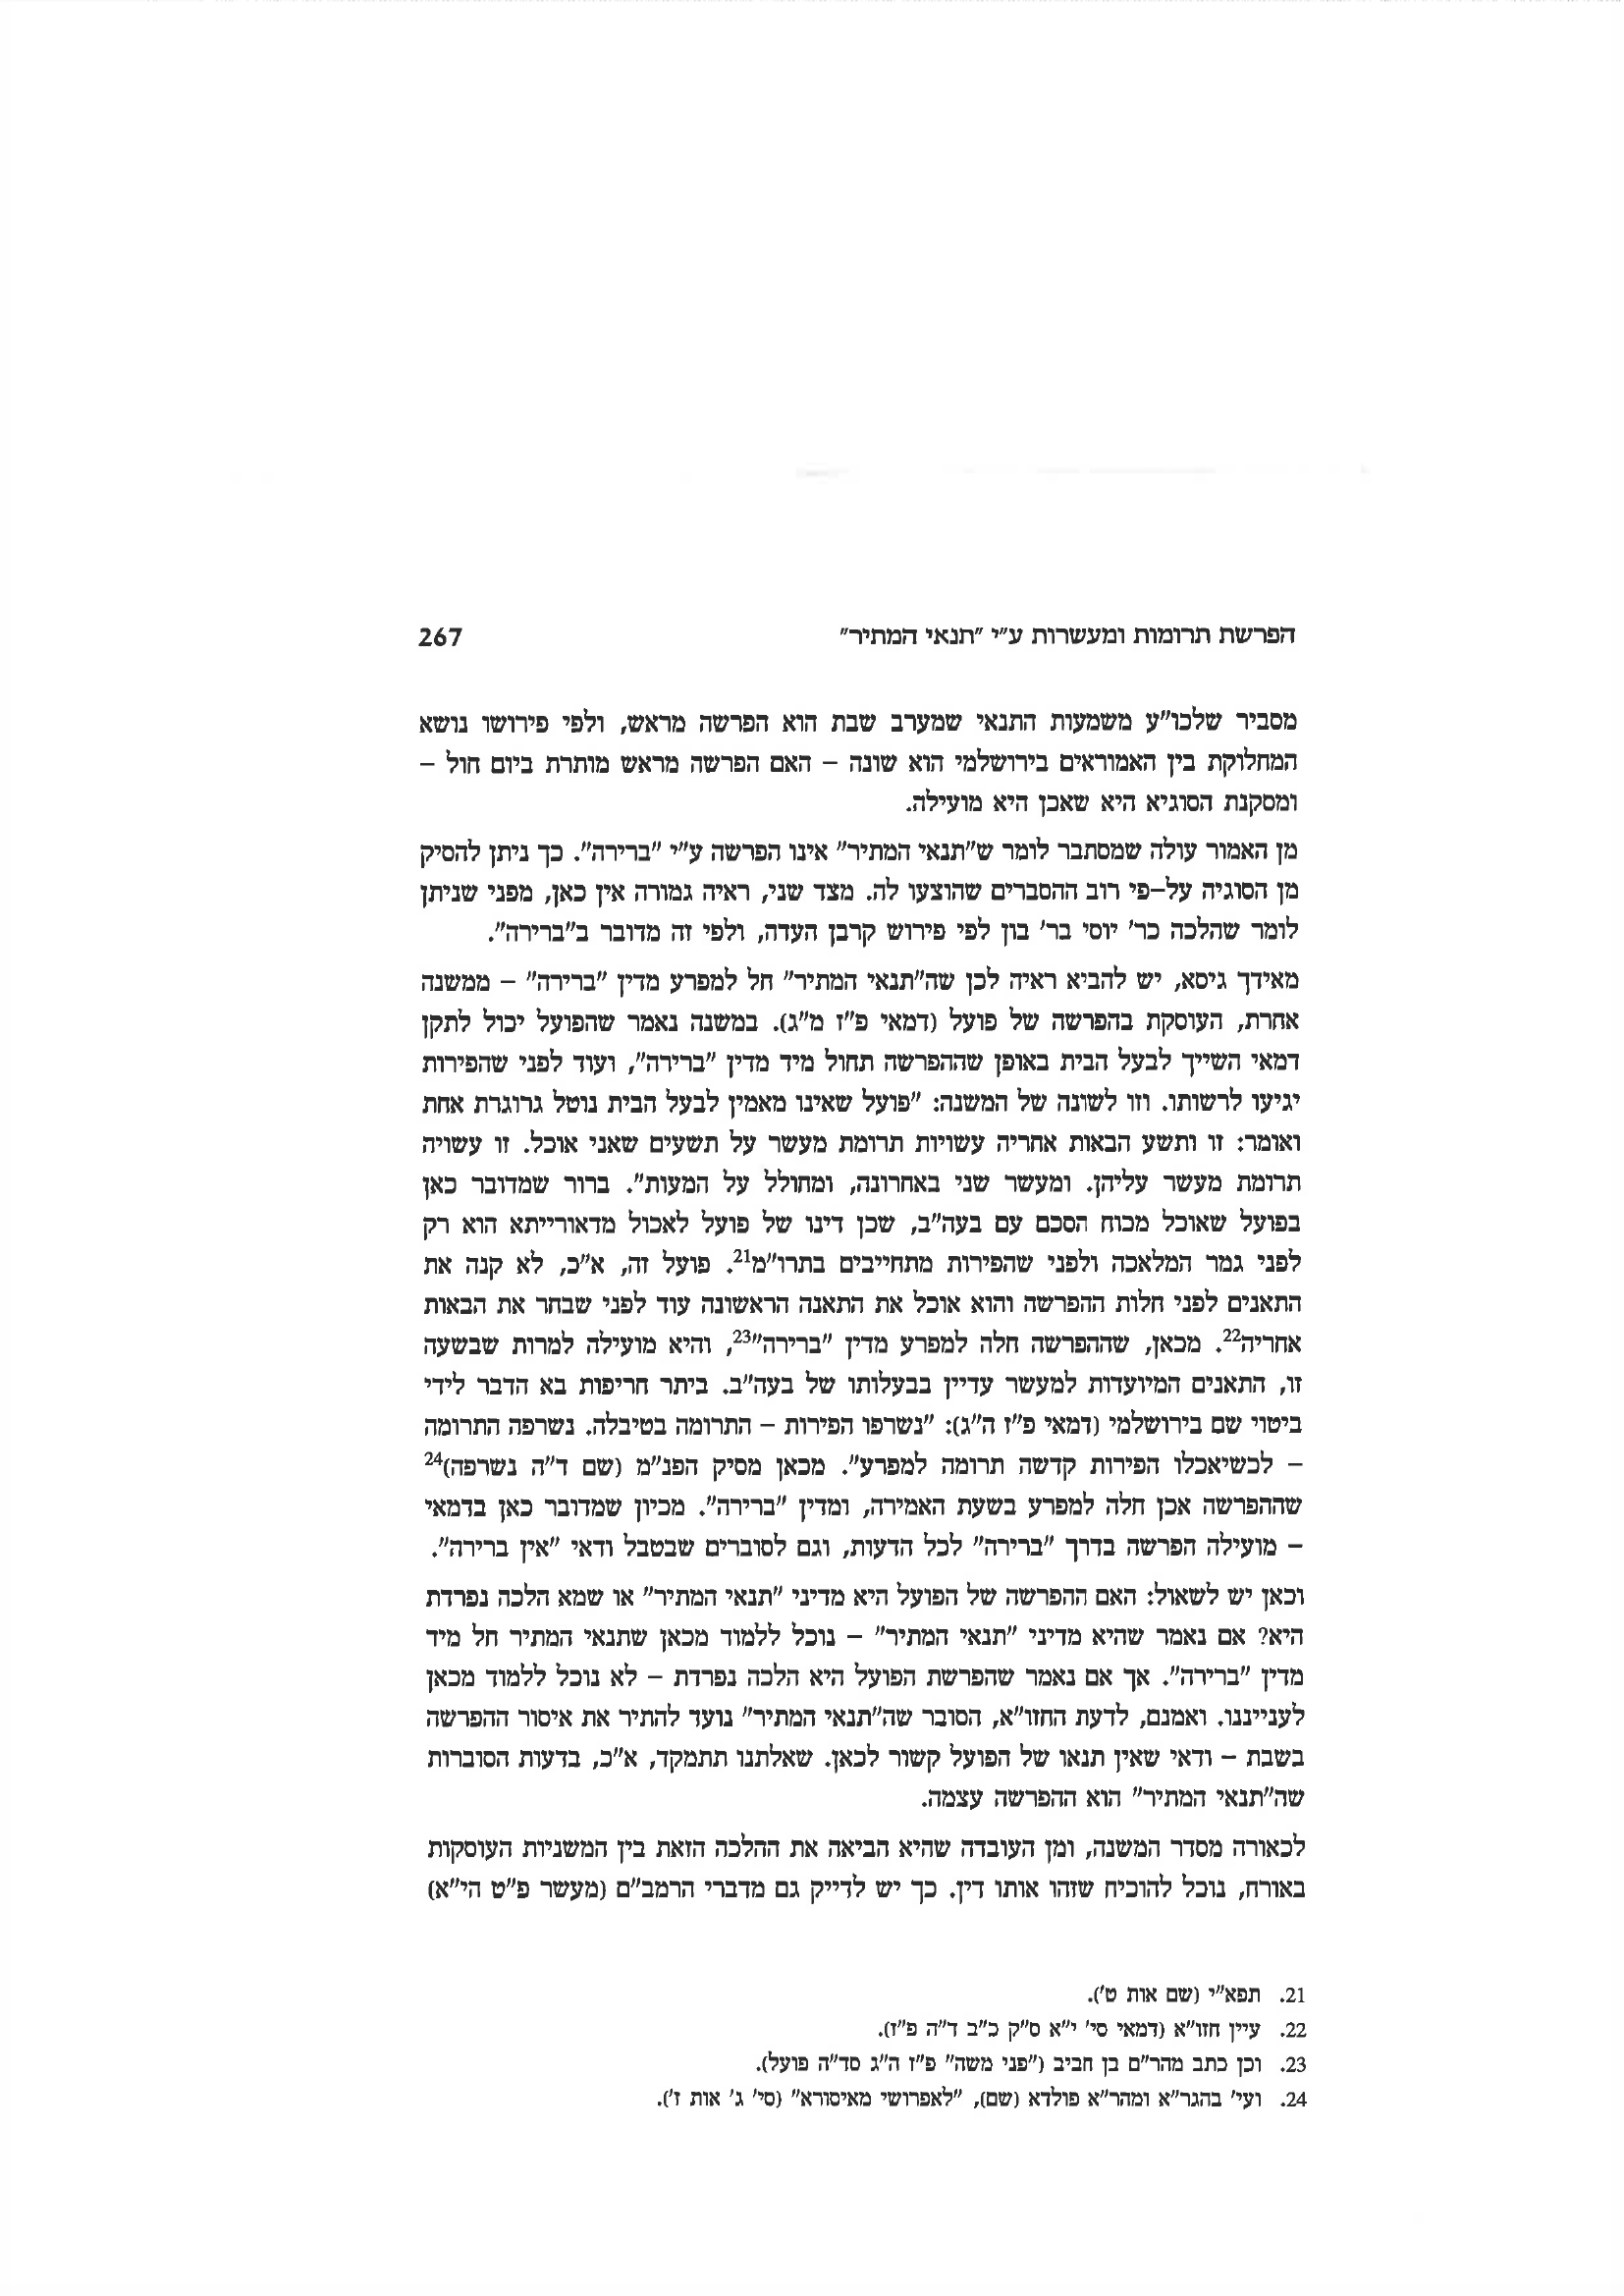 הפרשת תרומות ומעשרות ע״י ״תנאי המתיר״ 267
מסביר שלכו״ע משמעות התנאי שמערב שבת הוא הפרשה מראש, ולפי פירושו נושא
המחלוקת בין האמוראים בירושלמי הוא שונה – האם הפרשה מראש מותרת ביום חול –
ומסקנת הסוגיא היא שאכן היא מועילה.
מן האמור עולה שמסתבר לומר ש״תנאי המתיר״ אינו הפרשה ע״י ״ברירה״. כך ניתן להסיק
מן הסוגיה על–פי רוב ההסברים שהוצעו לה. מצד שני, ראיה גמורה אין כאן, מפני שניתן
לומר שהלכה כר׳ יוסי בר׳ בון לפי פירוש קרבן העדה, ולפי זה מדובר ב״ברירה״.
מאידך גיסא, יש להביא ראיה לכן שה״תנאי המתיר״ חל למפרע מדין ״ברירה״ – ממשנה
אחרת, העוסקת בהפרשה של פועל (דמאי פ״ז מ״ג). במשנה נאמר שהפועל יכול לתקן
דמאי השייך לבעל הבית באופן שההפרשה תחול מיד מדין ״ברירה״, ועוד לפני שהפירות
יגיעו לרשותו. וזו לשונה של המשנה: ״פועל שאינו מאמין לבעל הבית נוטל גרוגרת אחת
ואומר: זו ותשע הבאות אחריה עשויות תרומת מעשר על תשעים שאני אוכל. זו עשויה
תרומת מעשר עליהן. ומעשר שני באחרונה, ומחולל על המעות״. ברור שמדובר כאן
בפועל שאוכל מכוח הסכם עם בעה״ב, שכן דינו של פועל לאכול מדאורייתא הוא רק
לפני גמר המלאכה ולפני שהפירות מתחייבים בתרו״מ21. פועל זה, א״כ, לא קנה את
התאנים לפני חלות ההפרשה והוא אוכל את התאנה הראשונה עוד לפני שבחר את הבאות
אחריה22. מכאן, שההפרשה חלה למפרע מדין ״ברירה״23, והיא מועילה למרות שבשעה
זו, התאנים המיועדות למעשר עדיין בבעלותו של בעה״ב. ביתר חריפות בא הדבר לידי
ביטוי שם בירושלמי (דמאי פ״ז ה״ג): ״נשרפו הפירות – התרומה בטיבלה. נשרפה התרומה
– לכשיאכלו הפירות קדשה תרומה למפרע״. מכאן מסיק הפנ״מ (שם ד״ה נשרפה)24
שההפרשה אכן חלה למפרע בשעת האמירה, ומדין ״ברירה״. מכיון שמדובר כאן בדמאי
– מועילה הפרשה בדרך ״ברירה״ לכל הדעות, וגם לסוברים שבטבל ודאי ״אין ברירה״.
וכאן יש לשאול: האם ההפרשה של הפועל היא מדיני ״תנאי המתיר״ או שמא הלכה נפרדת
היא? אם נאמר שהיא מדיני ״תנאי המתיר״ – נוכל ללמוד מכאן שתנאי המתיר חל מיד
מדין ״ברירה״. אך אם נאמר שהפרשת הפועל היא הלכה נפרדת – לא נוכל ללמוד מכאן
לענייננו. ואמנם, לדעת החזו״א, הסובר שה״תנאי המתיר״ נועד להתיר את איסור ההפרשה
בשבת – ודאי שאין תנאו של הפועל קשור לכאן. שאלתנו תתמקד, א״כ, בדעות הסוברות
שה״תנאי המתיר״ הוא ההפרשה עצמה.
לכאורה מסדר המשנה, ומן העובדה שהיא הביאה את ההלכה הזאת בין המשניות העוסקות
באורח, נוכל להוכיח שזהו אותו דין. כך יש לדייק גם מדברי הרמב״ם (מעשר פ״ט הי״א)
21. תפא״י (שם אות ט׳).
22. עיין חזו״א (דמאי סי׳ י״א ס״ק כ״ב ד״ה פ״ז).
23. וכן כתב מהר״ם בן חביב (״פני משה״ פ״ז ה״ג סד״ה פועל).
24. ועי׳ בהגר״א ומהר״א פולדא (שם), ״לאפרושי מאיסורא״ (סי׳ ג׳ אות ז׳).